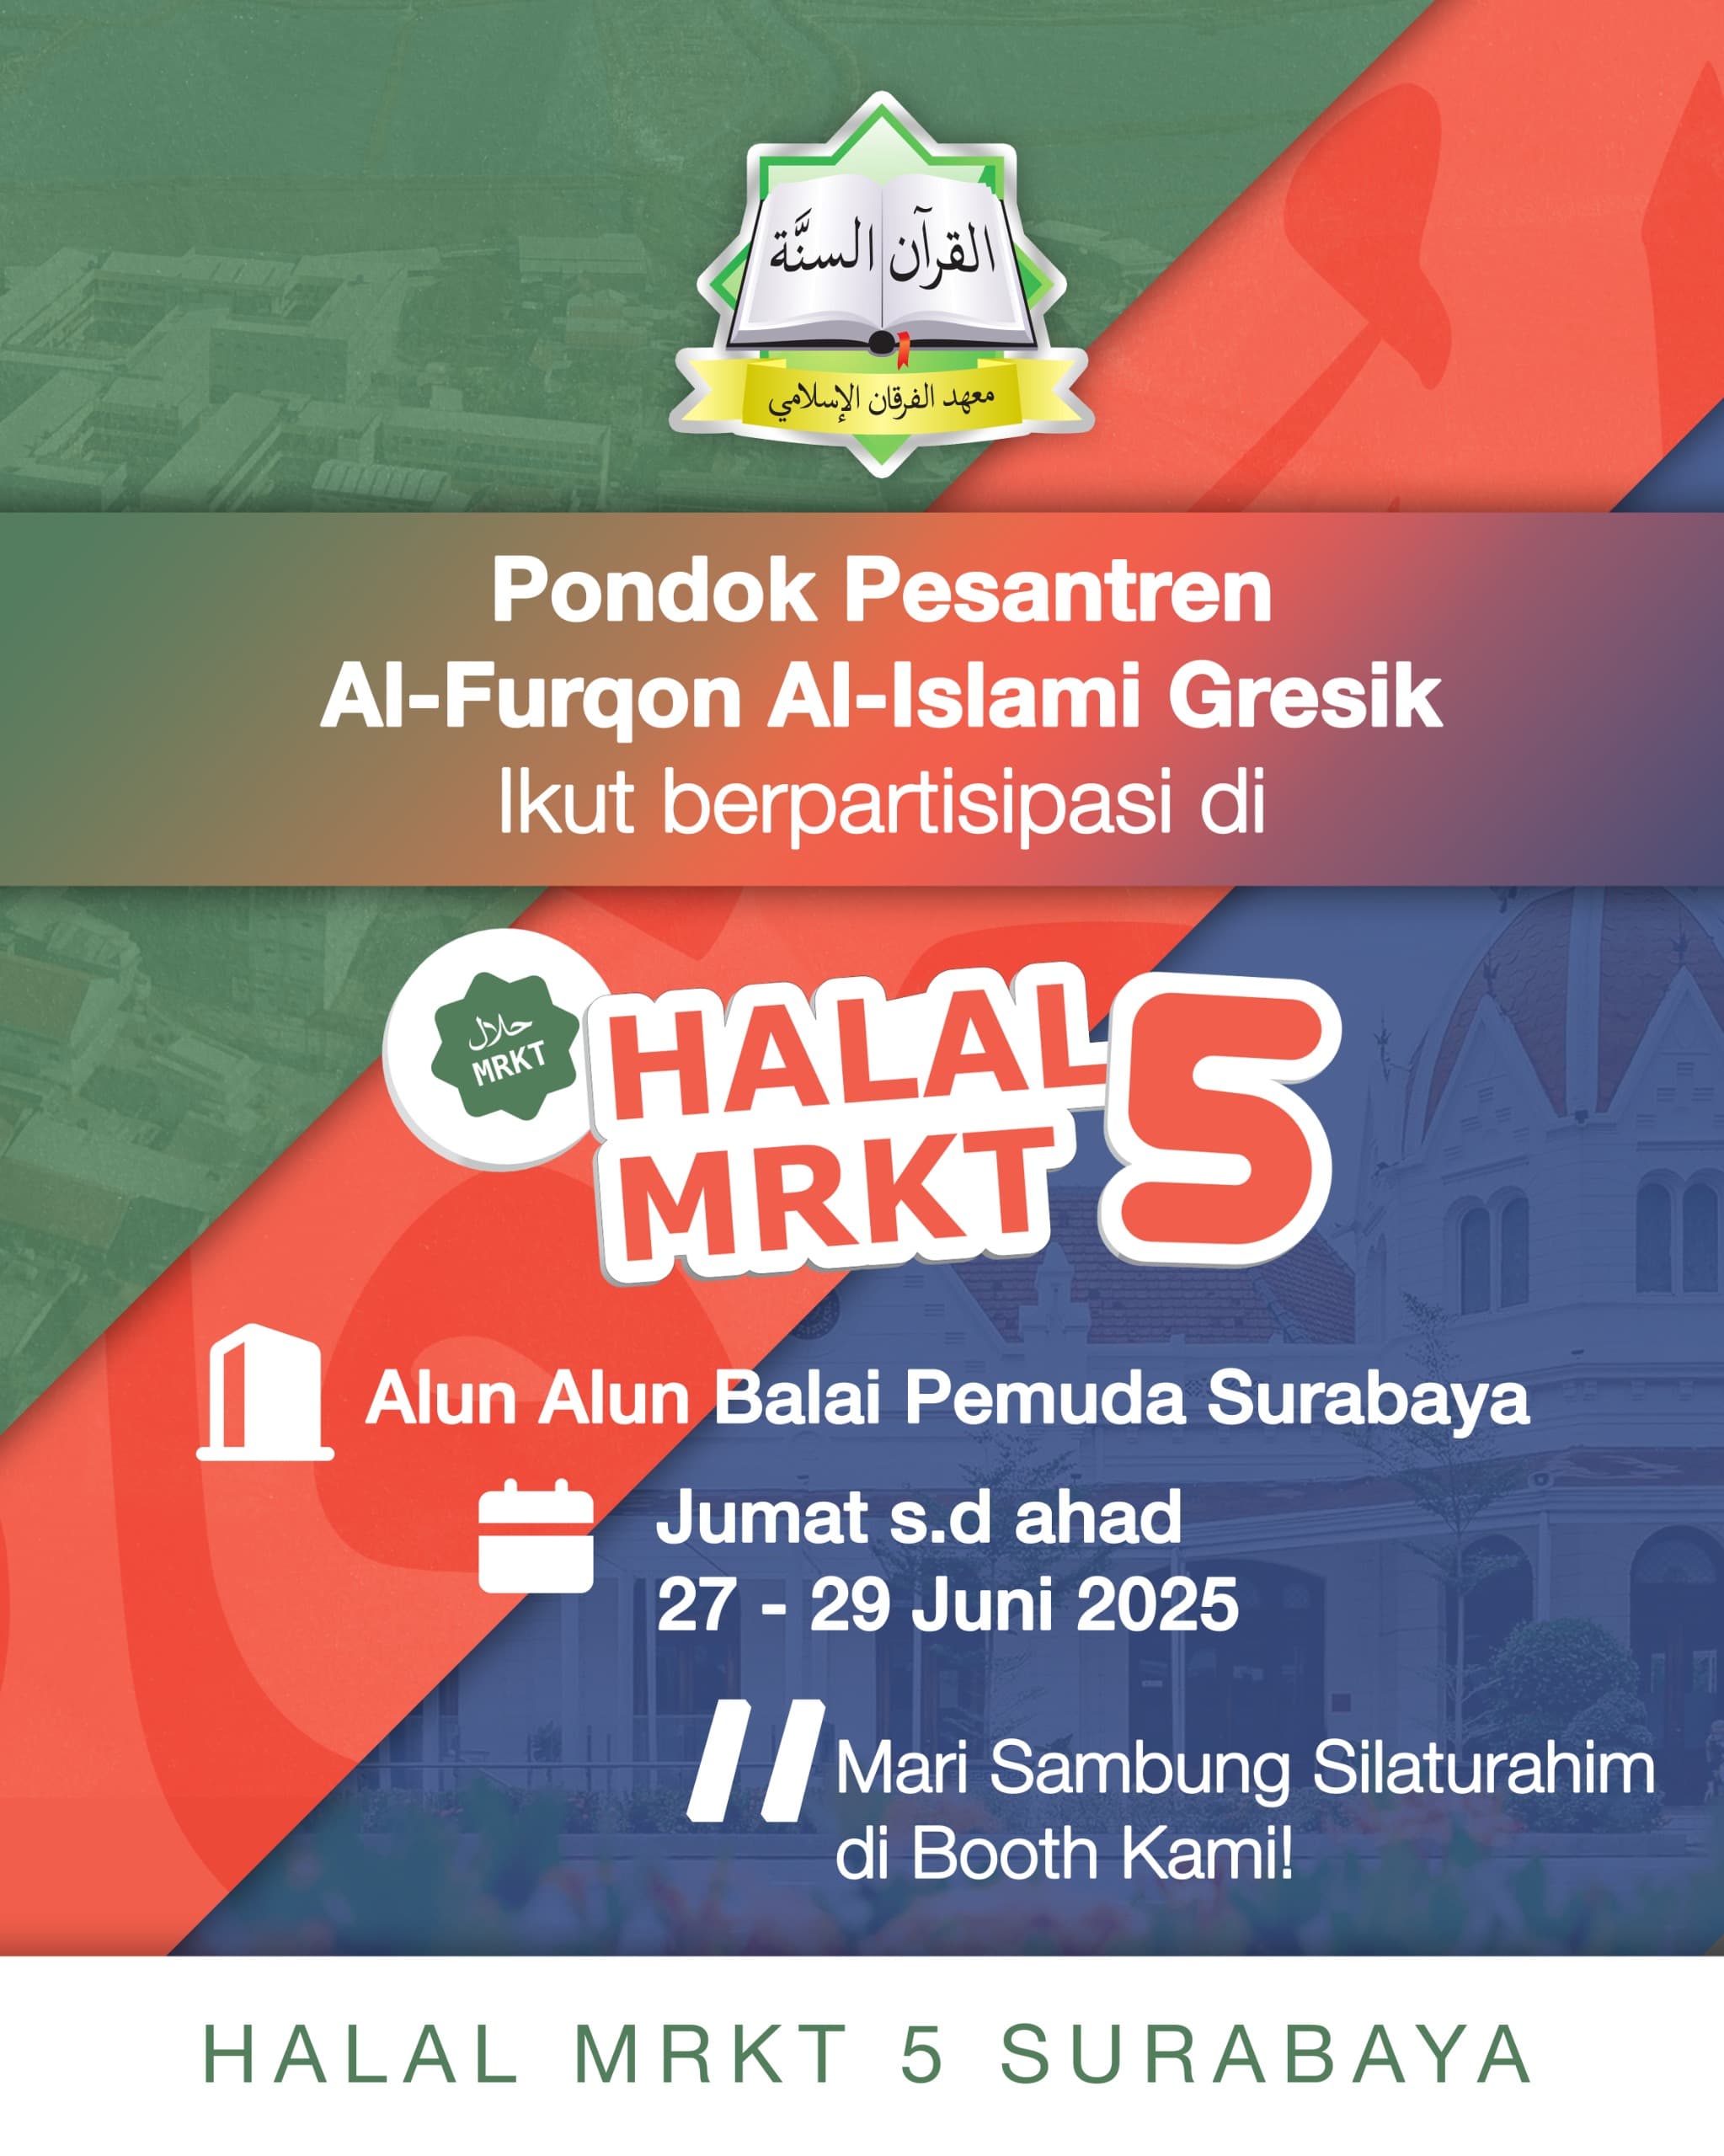 القرآن السنَّة
معهد الفرقان الإسلامي
Pondok Pesantren
Al-Furqon Al-Islami Gresik
Ikut berpartisipasi di
حلال
MRKT
HALAL
MRKT
5
Alun Alun Balai Pemuda Surabaya
Jumat s.d ahad
27 - 29 Juni 2025
"Mari Sambung Silaturahim
di Booth Kami!
HALAL MRKT 5 SURABAYA